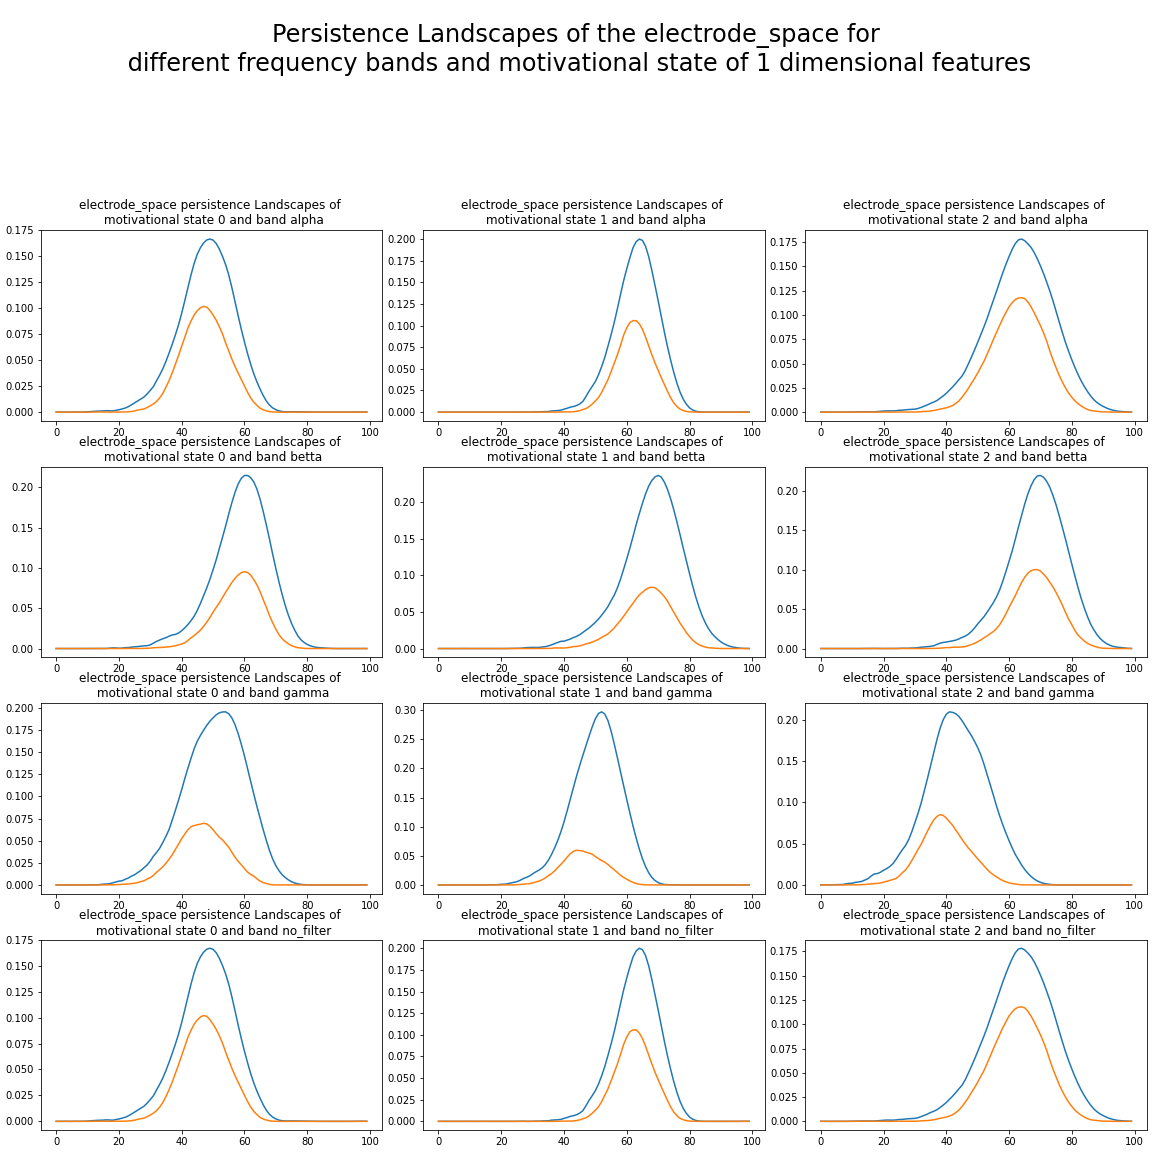 Persistence Landscapes of the electrode_space for
different frequency bands and motivational state of 1 dimensional features
electrode_space persistence Landscapes of
motivational state 0 and band alpha
0.175
0.150
0.125
0.100
0.075
0.050
0.025
0.000
0 20 40 60 80 100
electrode_space persistence Landscapes of
motivational state 1 and band alpha
0.200
0.175
0.150
0.125
0.100
0.075
0.050
0.025
0.000
0 20 40 60 80 100
electrode_space persistence Landscapes of
motivational state 2 and band alpha
0.175
0.150
0.125
0.100
0.075
0.050
0.025
0.000
0 20 40 60 80 100
electrode_space persistence Landscapes of
motivational state 0 and band betta
0.20
0.15
0.10
0.05
0.00
0 20 40 60 80 100
electrode_space persistence Landscapes of
motivational state 1 and band betta
0.20
0.15
0.10
0.05
0.00
0 20 40 60 80 100
electrode_space persistence Landscapes of
motivational state 2 and band betta
0.20
0.15
0.10
0.05
0.00
0 20 40 60 80 100
electrode_space persistence Landscapes of
motivational state 0 and band gamma
0.200
0.175
0.150
0.125
0.100
0.075
0.050
0.025
0.000
0 20 40 60 80 100
electrode_space persistence Landscapes of
motivational state 1 and band gamma
0.30
0.25
0.20
0.15
0.10
0.05
0.00
0 20 40 60 80 100
electrode_space persistence Landscapes of
motivational state 2 and band gamma
0.20
0.15
0.10
0.05
0.00
0 20 40 60 80 100
electrode_space persistence Landscapes of
motivational state 0 and band no_filter
0.175
0.150
0.125
0.100
0.075
0.050
0.025
0.000
0 20 40 60 80 100
electrode_space persistence Landscapes of
motivational state 1 and band no_filter
0.200
0.175
0.150
0.125
0.100
0.075
0.050
0.025
0.000
0 20 40 60 80 100
electrode_space persistence Landscapes of
motivational state 2 and band no_filter
0.175
0.150
0.125
0.100
0.075
0.050
0.025
0.000
0 20 40 60 80 100